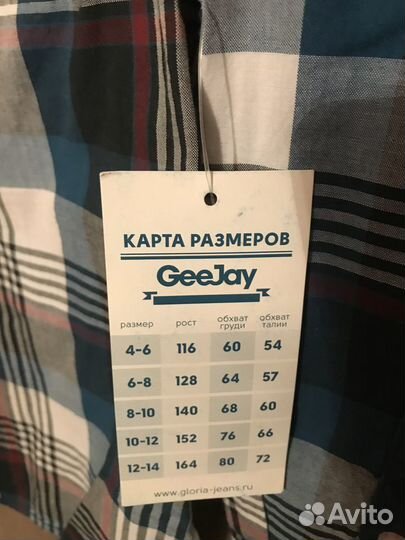 КАРТА РАЗМЕРОВ
GeeJay
размер рост обхват груди обхват талии
4-6 116 60 54
6-8 128 64 57
8-10 140 68 60
10-12 152 76 66
12-14 164 80 72
www.gloria-jeans.ru
Avito